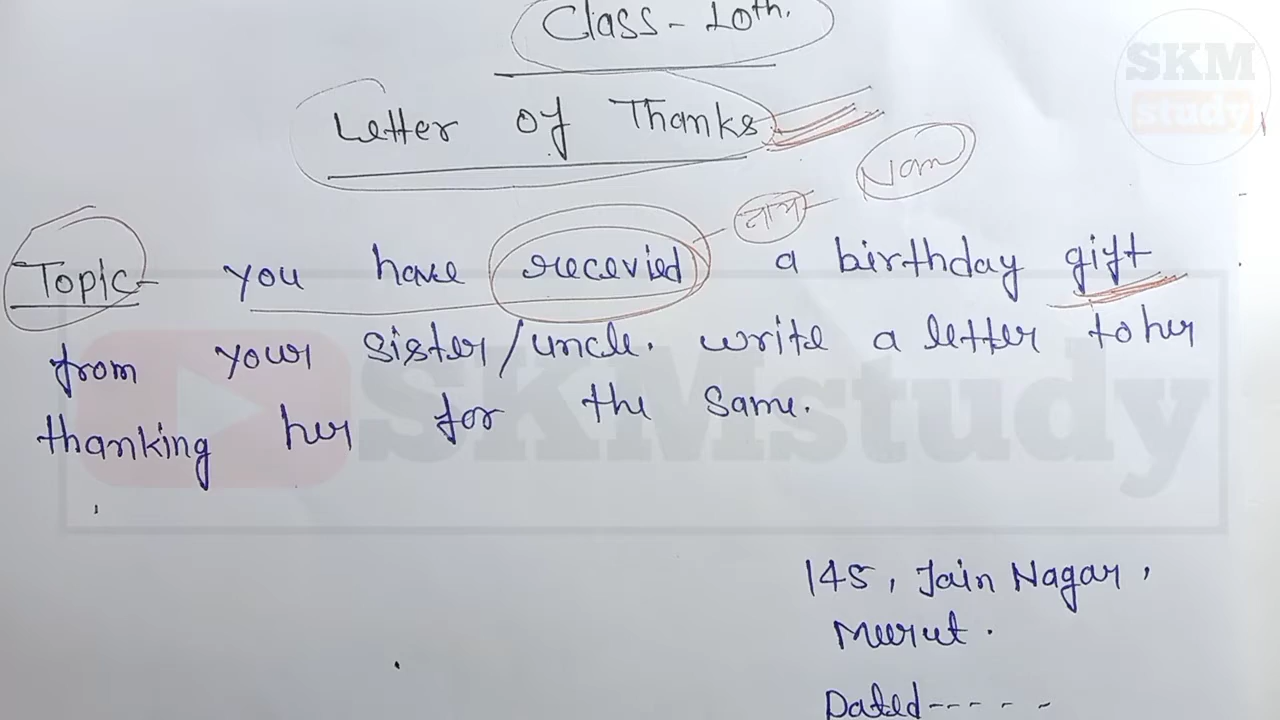 Class - 10th.
SKM
study
Letter of Thanks
Nam
नाम
Topic - you have recevied a birthday gift
from your sister/uncle. write a letter to her
thanking her for the same.
SKMstudy
145, Jain Nagar,
Meerut.
Dated-----